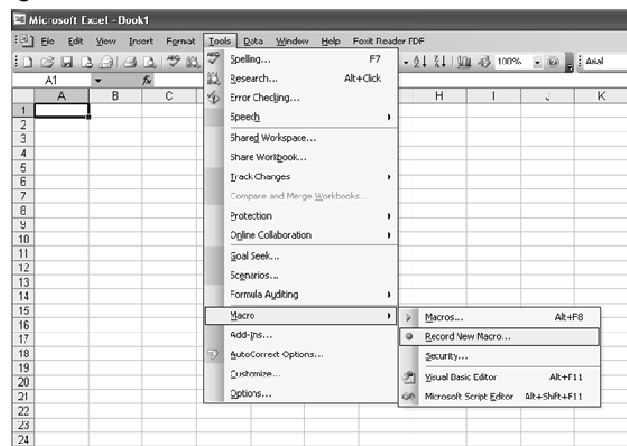 Microsoft Excel - Book1
File Edit View Insert Format Tools Data Window Help Foxit Reader PDF
100% Arial
A1 fx
A B C H I J K
1
2
3
4
5
6
7
8
9
10
11
12
13
14
15
16
17
18
19
20
21
22
23
24
Spelling... F7
Research... Alt+Click
Error Checking...
Speech
Shared Workspace...
Share Workbook...
Track Changes
Compare and Merge Workbooks...
Protection
Online Collaboration
Goal Seek...
Scenarios...
Formula Auditing
Macro
Add-Ins...
AutoCorrect Options...
Customize...
Options...
Macros... Alt+F8
Record New Macro...
Security...
Visual Basic Editor Alt+F11
Microsoft Script Editor Alt+Shift+F11